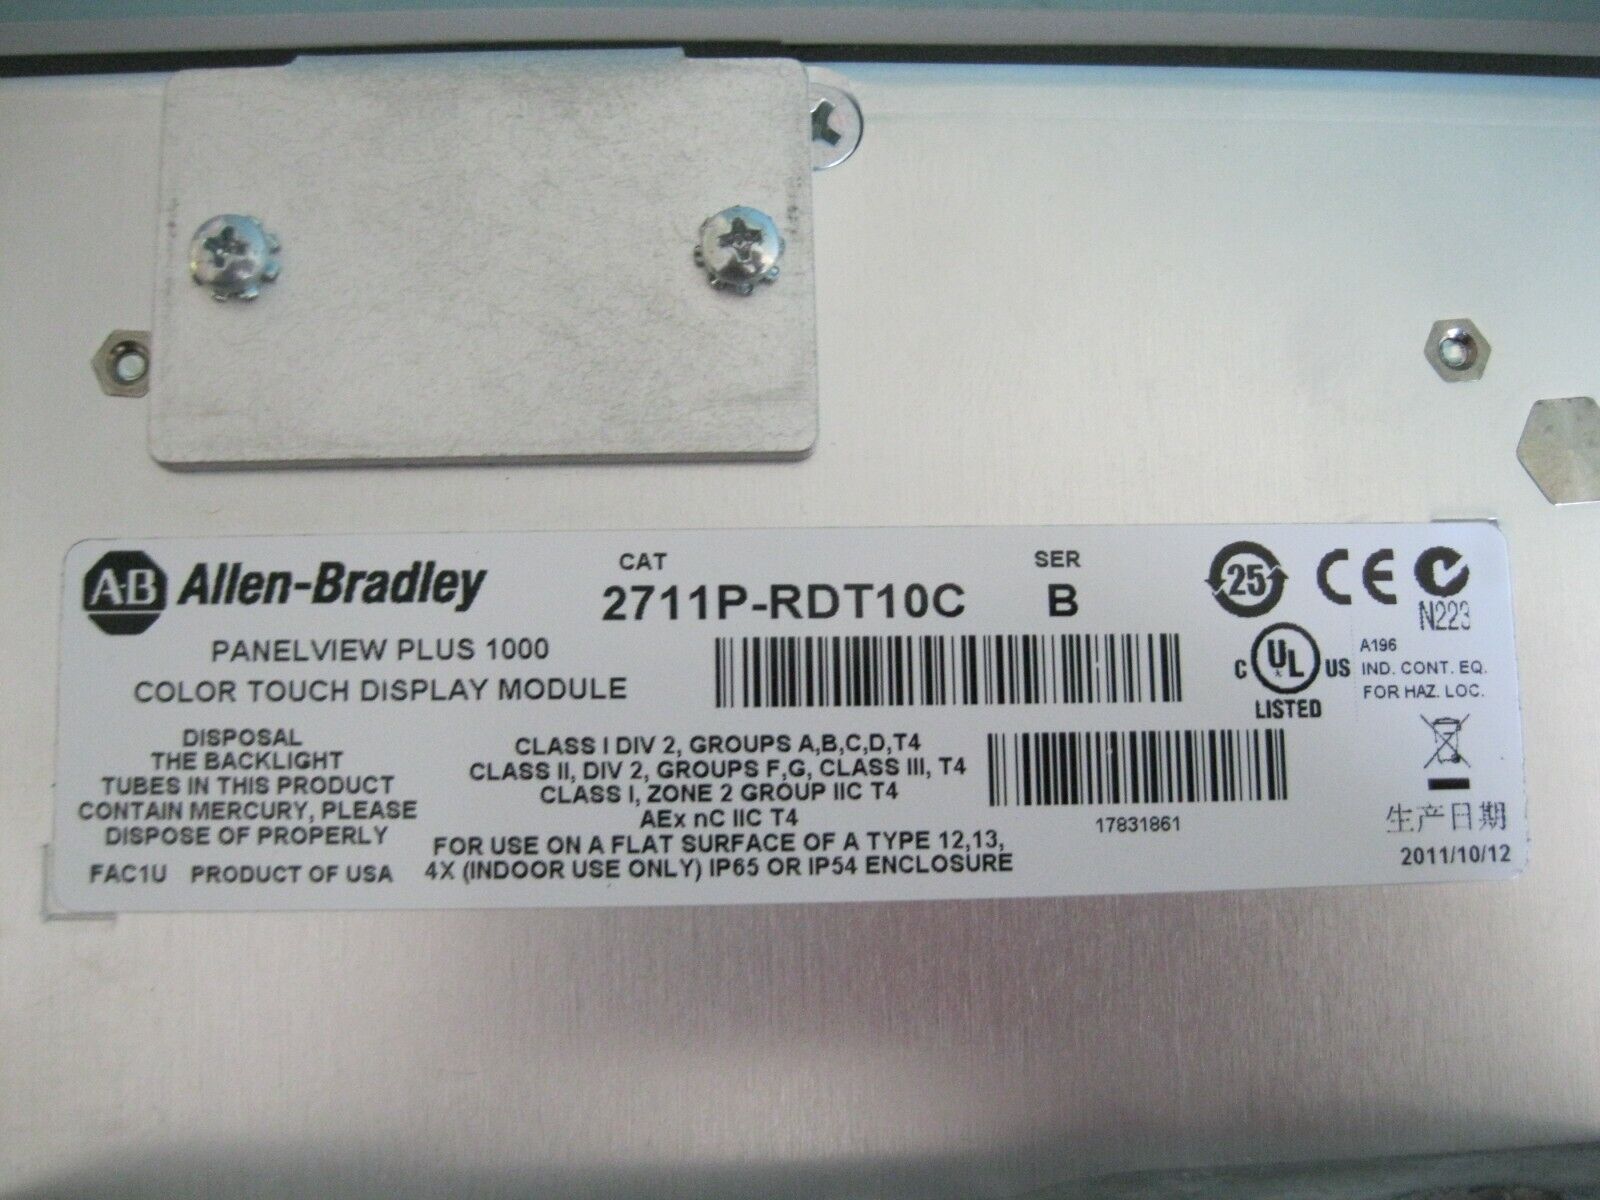 AB Allen-Bradley
CAT
2711P-RDT10C
SER
B
PANELVIEW PLUS 1000
COLOR TOUCH DISPLAY MODULE
DISPOSAL
THE BACKLIGHT
TUBES IN THIS PRODUCT
CONTAIN MERCURY, PLEASE
DISPOSE OF PROPERLY
FAC1U PRODUCT OF USA
CLASS I DIV 2, GROUPS A,B,C,D,T4
CLASS II, DIV 2, GROUPS F,G, CLASS III, T4
CLASS I, ZONE 2 GROUP IIC T4
AEx nC IIC T4
FOR USE ON A FLAT SURFACE OF A TYPE 12,13,
4X (INDOOR USE ONLY) IP65 OR IP54 ENCLOSURE
17831861
25
CE
N223
C UL US
LISTED
A196
IND. CONT. EQ.
FOR HAZ. LOC.
生产日期
2011/10/12